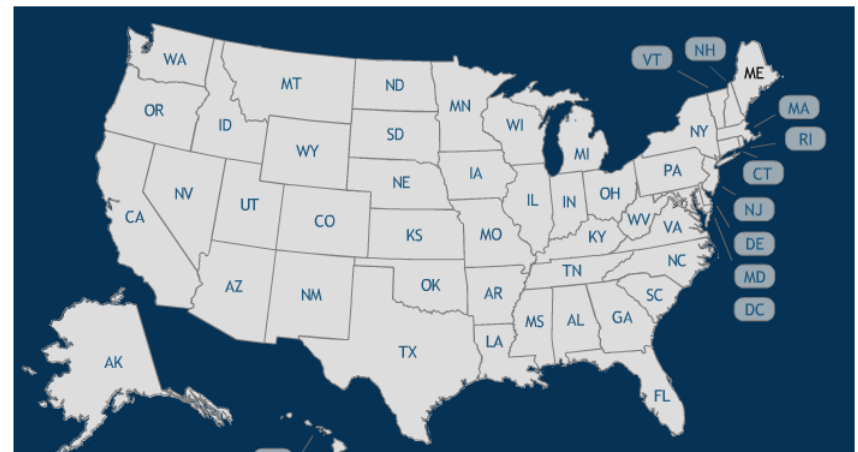 WA
MT
ND
MN
VT
NH
ME
OR
ID
SD
WI
MI
NY
MA
RI
WY
NE
IA
PA
CT
NV
UT
CO
IL
IN
OH
NJ
CA
KS
MO
KY
WV
VA
DE
AZ
NM
OK
AR
TN
NC
MD
TX
LA
MS
AL
GA
SC
DC
AK
FL